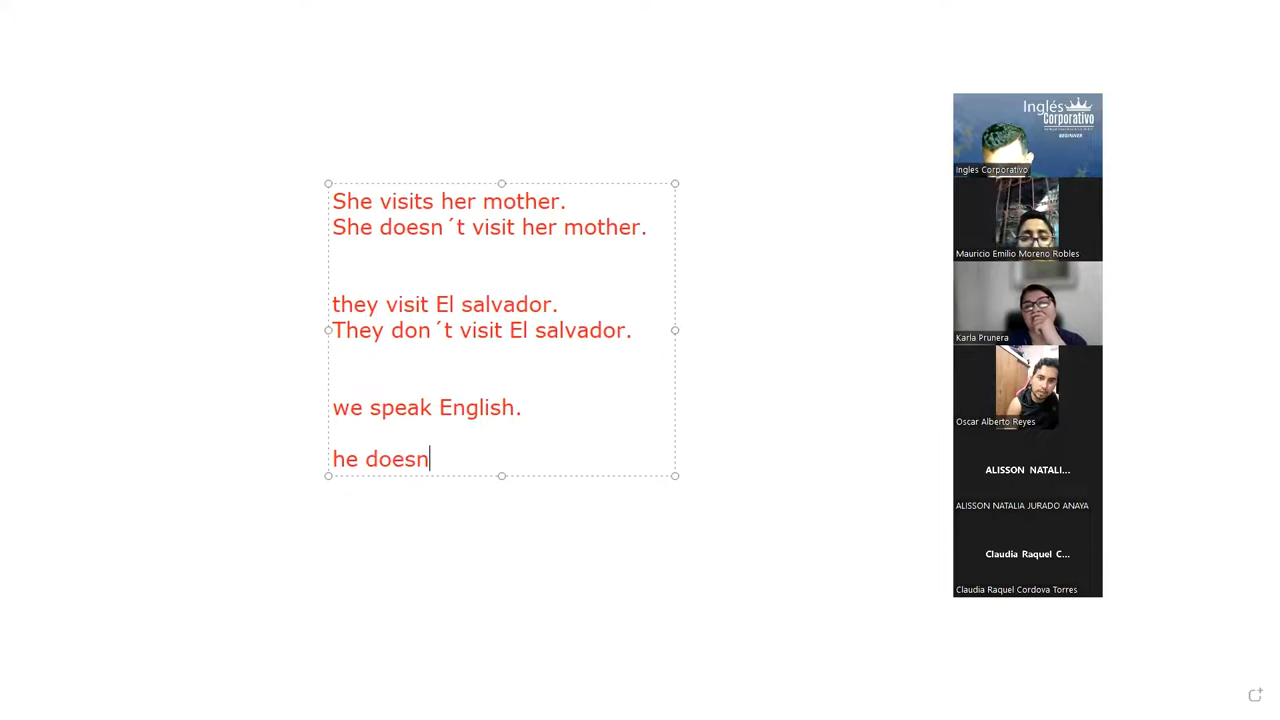 She visits her mother.
She doesn´t visit her mother.
they visit El salvador.
They don´t visit El salvador.
we speak English.
he doesn
Inglés
Corporativo
BEGINNER
Ingles Corporativo
Mauricio Emilio Moreno Robles
Karla Prunera
Oscar Alberto Reyes
ALISSON NATALI...
ALISSON NATALIA JURADO ANAYA
Claudia Raquel C...
Claudia Raquel Cordova Torres